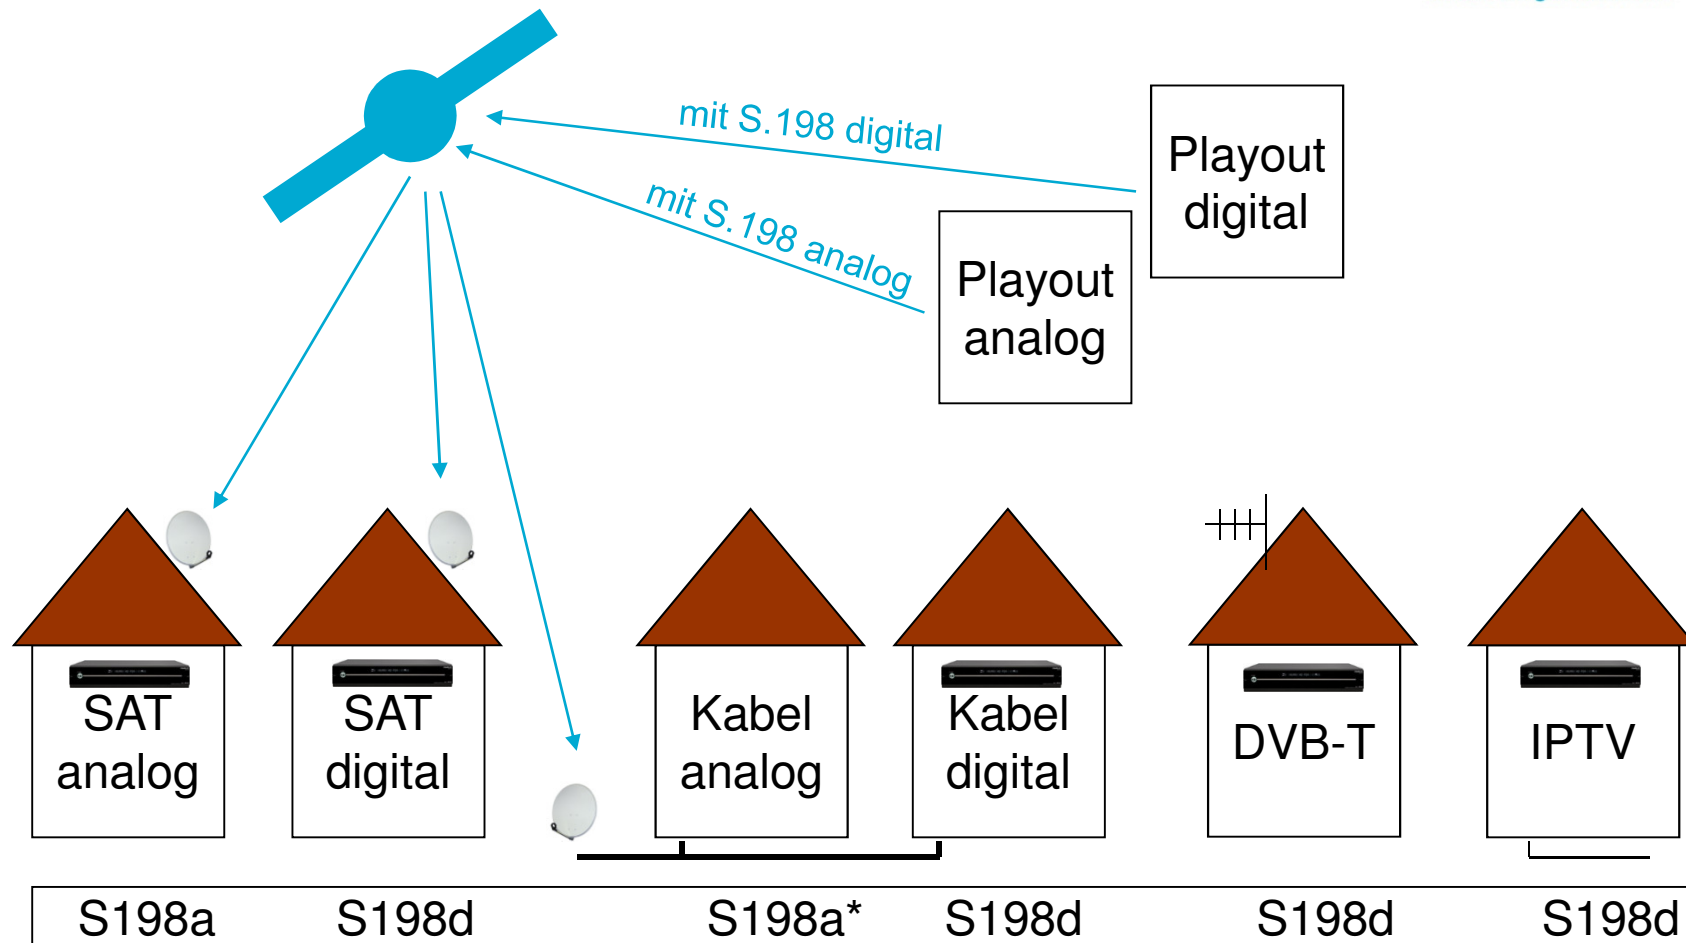 mit S.198 digital
mit S.198 analog
Playout
digital
Playout
analog
SAT
analog
SAT
digital
Kabel
analog
Kabel
digital
DVB-T
IPTV
S198a
S198d
S198a*
S198d
S198d
S198d